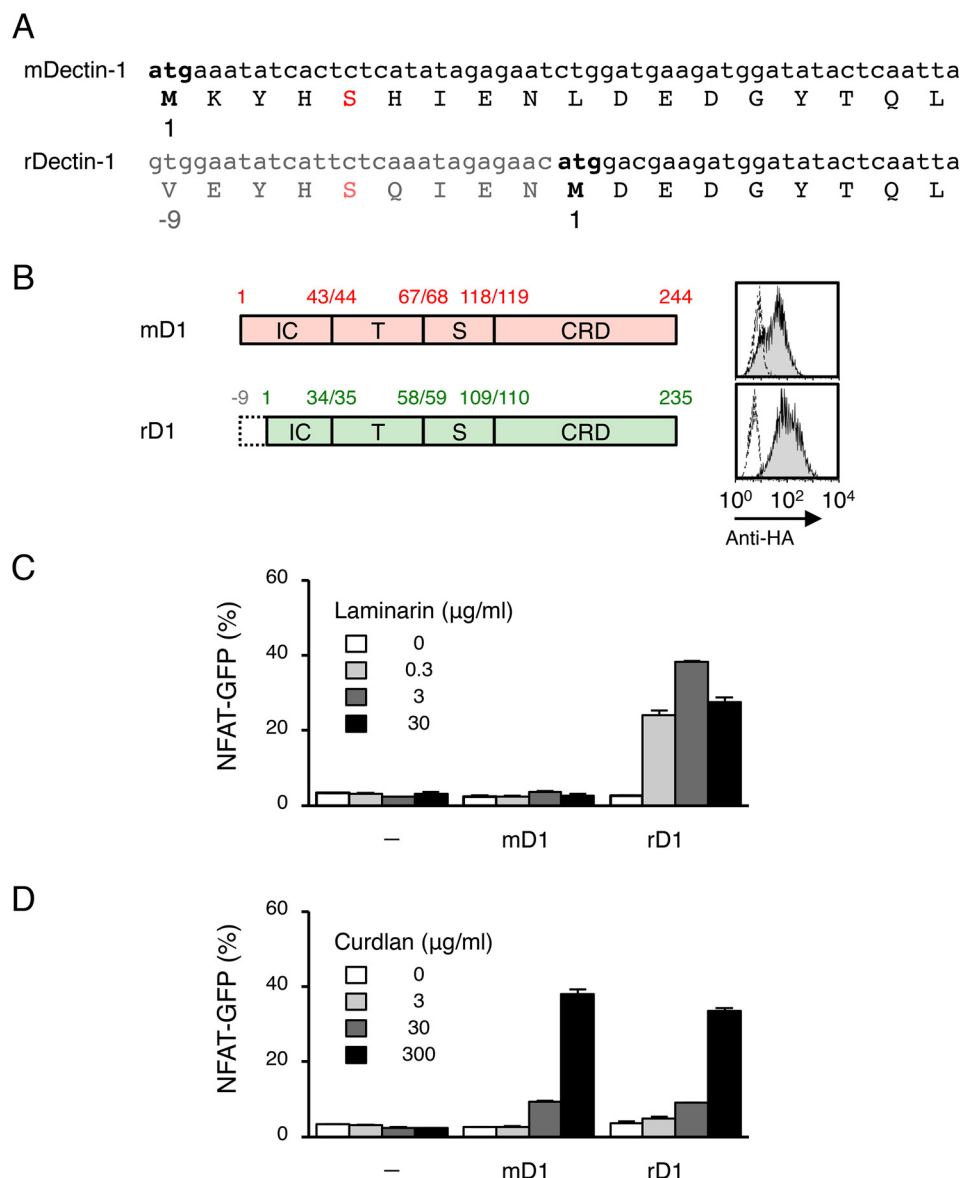 A
mDectin-1 atgaaatatcactctcatatagagaatctggatgaagatggatatactcaatta
M K Y H S H I E N L D E D G Y T Q L
1
rDectin-1 gtggaatatcattctcaaatagagaacatggacgaagatggatatactcaatta
V E Y H S Q I E N M D E D G Y T Q L
-9 1
B
1 43/44 67/68 118/119 244
mD1 IC T S CRD
-9 1 34/35 58/59 109/110 235
rD1 IC T S CRD
10⁰ 10² 10⁴
Anti-HA
C
NFAT-GFP (%)
60
40
20
0
Laminarin (μg/ml)
0
0.3
3
30
– mD1 rD1
D
NFAT-GFP (%)
60
40
20
0
Curdlan (μg/ml)
0
3
30
300
– mD1 rD1